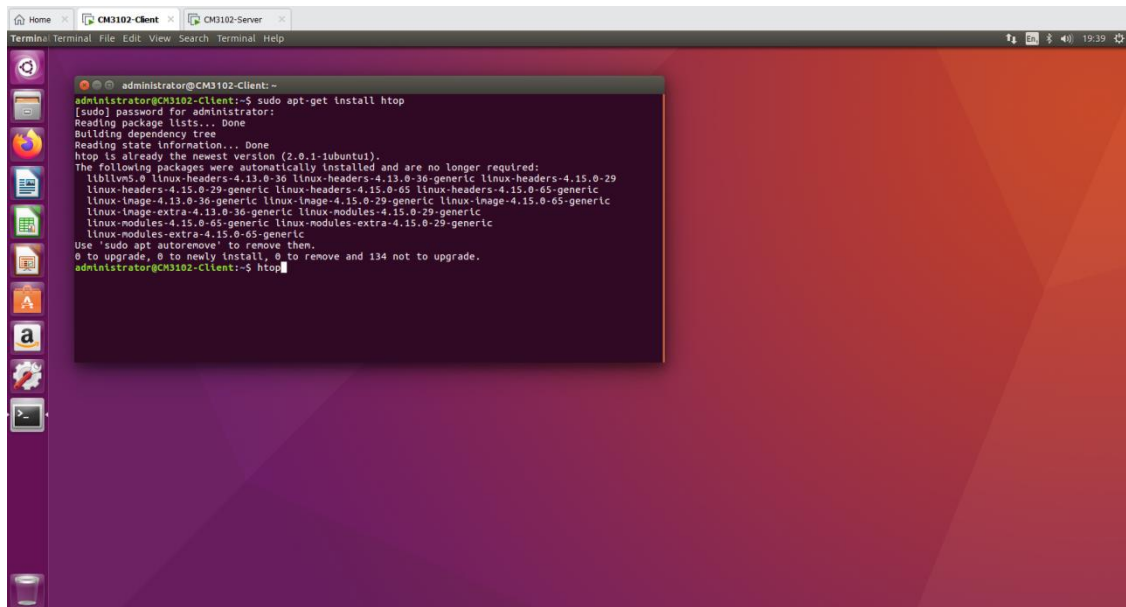 Home × CM3102-Client × CM3102-Server ×
Terminal Terminal File Edit View Search Terminal Help En 19:39
administrator@CM3102-Client: ~
administrator@CM3102-Client:~$ sudo apt-get install htop
[sudo] password for administrator:
Reading package lists... Done
Building dependency tree
Reading state information... Done
htop is already the newest version (2.0.1-1ubuntu1).
The following packages were automatically installed and are no longer required:
libllvm5.0 linux-headers-4.13.0-36 linux-headers-4.13.0-36-generic linux-headers-4.15.0-29
linux-headers-4.15.0-29-generic linux-headers-4.15.0-65 linux-headers-4.15.0-65-generic
linux-image-4.13.0-36-generic linux-image-4.15.0-29-generic linux-image-4.15.0-65-generic
linux-image-extra-4.13.0-36-generic linux-modules-4.15.0-29-generic
linux-modules-4.15.0-65-generic linux-modules-extra-4.15.0-29-generic
linux-modules-extra-4.15.0-65-generic
Use 'sudo apt autoremove' to remove them.
0 to upgrade, 0 to newly install, 0 to remove and 134 not to upgrade.
administrator@CM3102-Client:~$ htop
A
a
>_